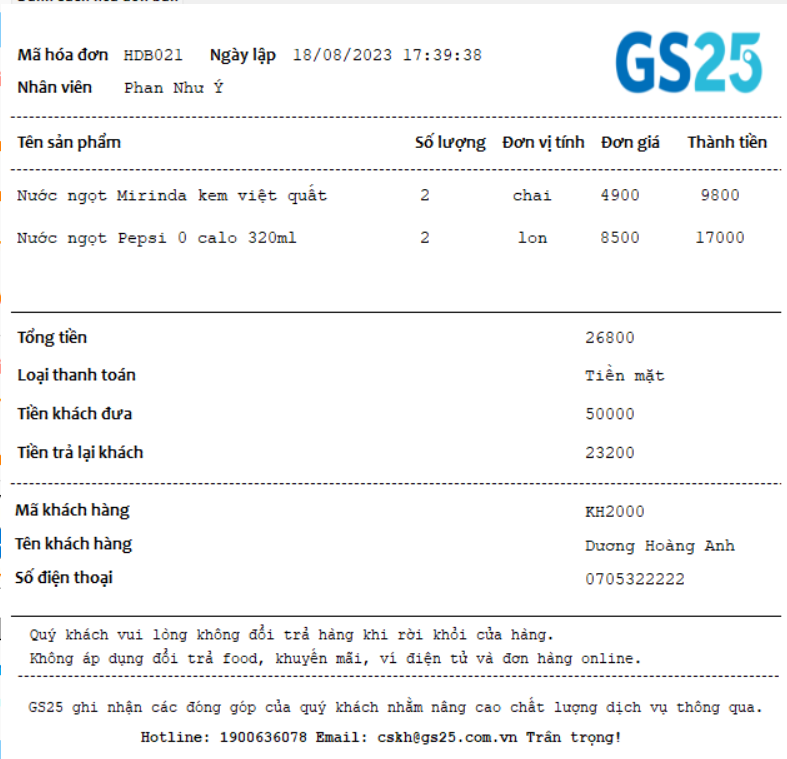 Mã hóa đơn HDB021 Ngày lập 18/08/2023 17:39:38
GS25
Nhân viên Phan Như Ý
Tên sản phẩm Số lượng Đơn vị tính Đơn giá Thành tiền
Nước ngọt Mirinda kem việt quất 2 chai 4900 9800
Nước ngọt Pepsi 0 calo 320ml 2 lon 8500 17000
Tổng tiền 26800
Loại thanh toán Tiền mặt
Tiền khách đưa 50000
Tiền trả lại khách 23200
Mã khách hàng KH2000
Tên khách hàng Dương Hoàng Anh
Số điện thoại 0705322222
Quý khách vui lòng không đổi trả hàng khi rời khỏi cửa hàng.
Không áp dụng đổi trả food, khuyến mãi, ví điện tử và đơn hàng online.
GS25 ghi nhận các đóng góp của quý khách nhằm nâng cao chất lượng dịch vụ thông qua.
Hotline: 1900636078 Email: cskh@gs25.com.vn Trân trọng!